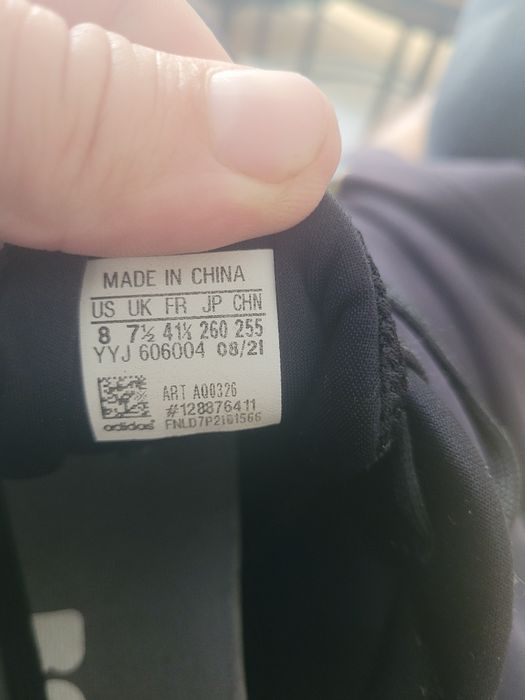 MADE IN CHINA
US UK FR JP CHN
8 7½ 41⅓ 260 255
YYJ 606004 08/21
ART AQ0326
#128876411
FNLD7P2161566
adidas